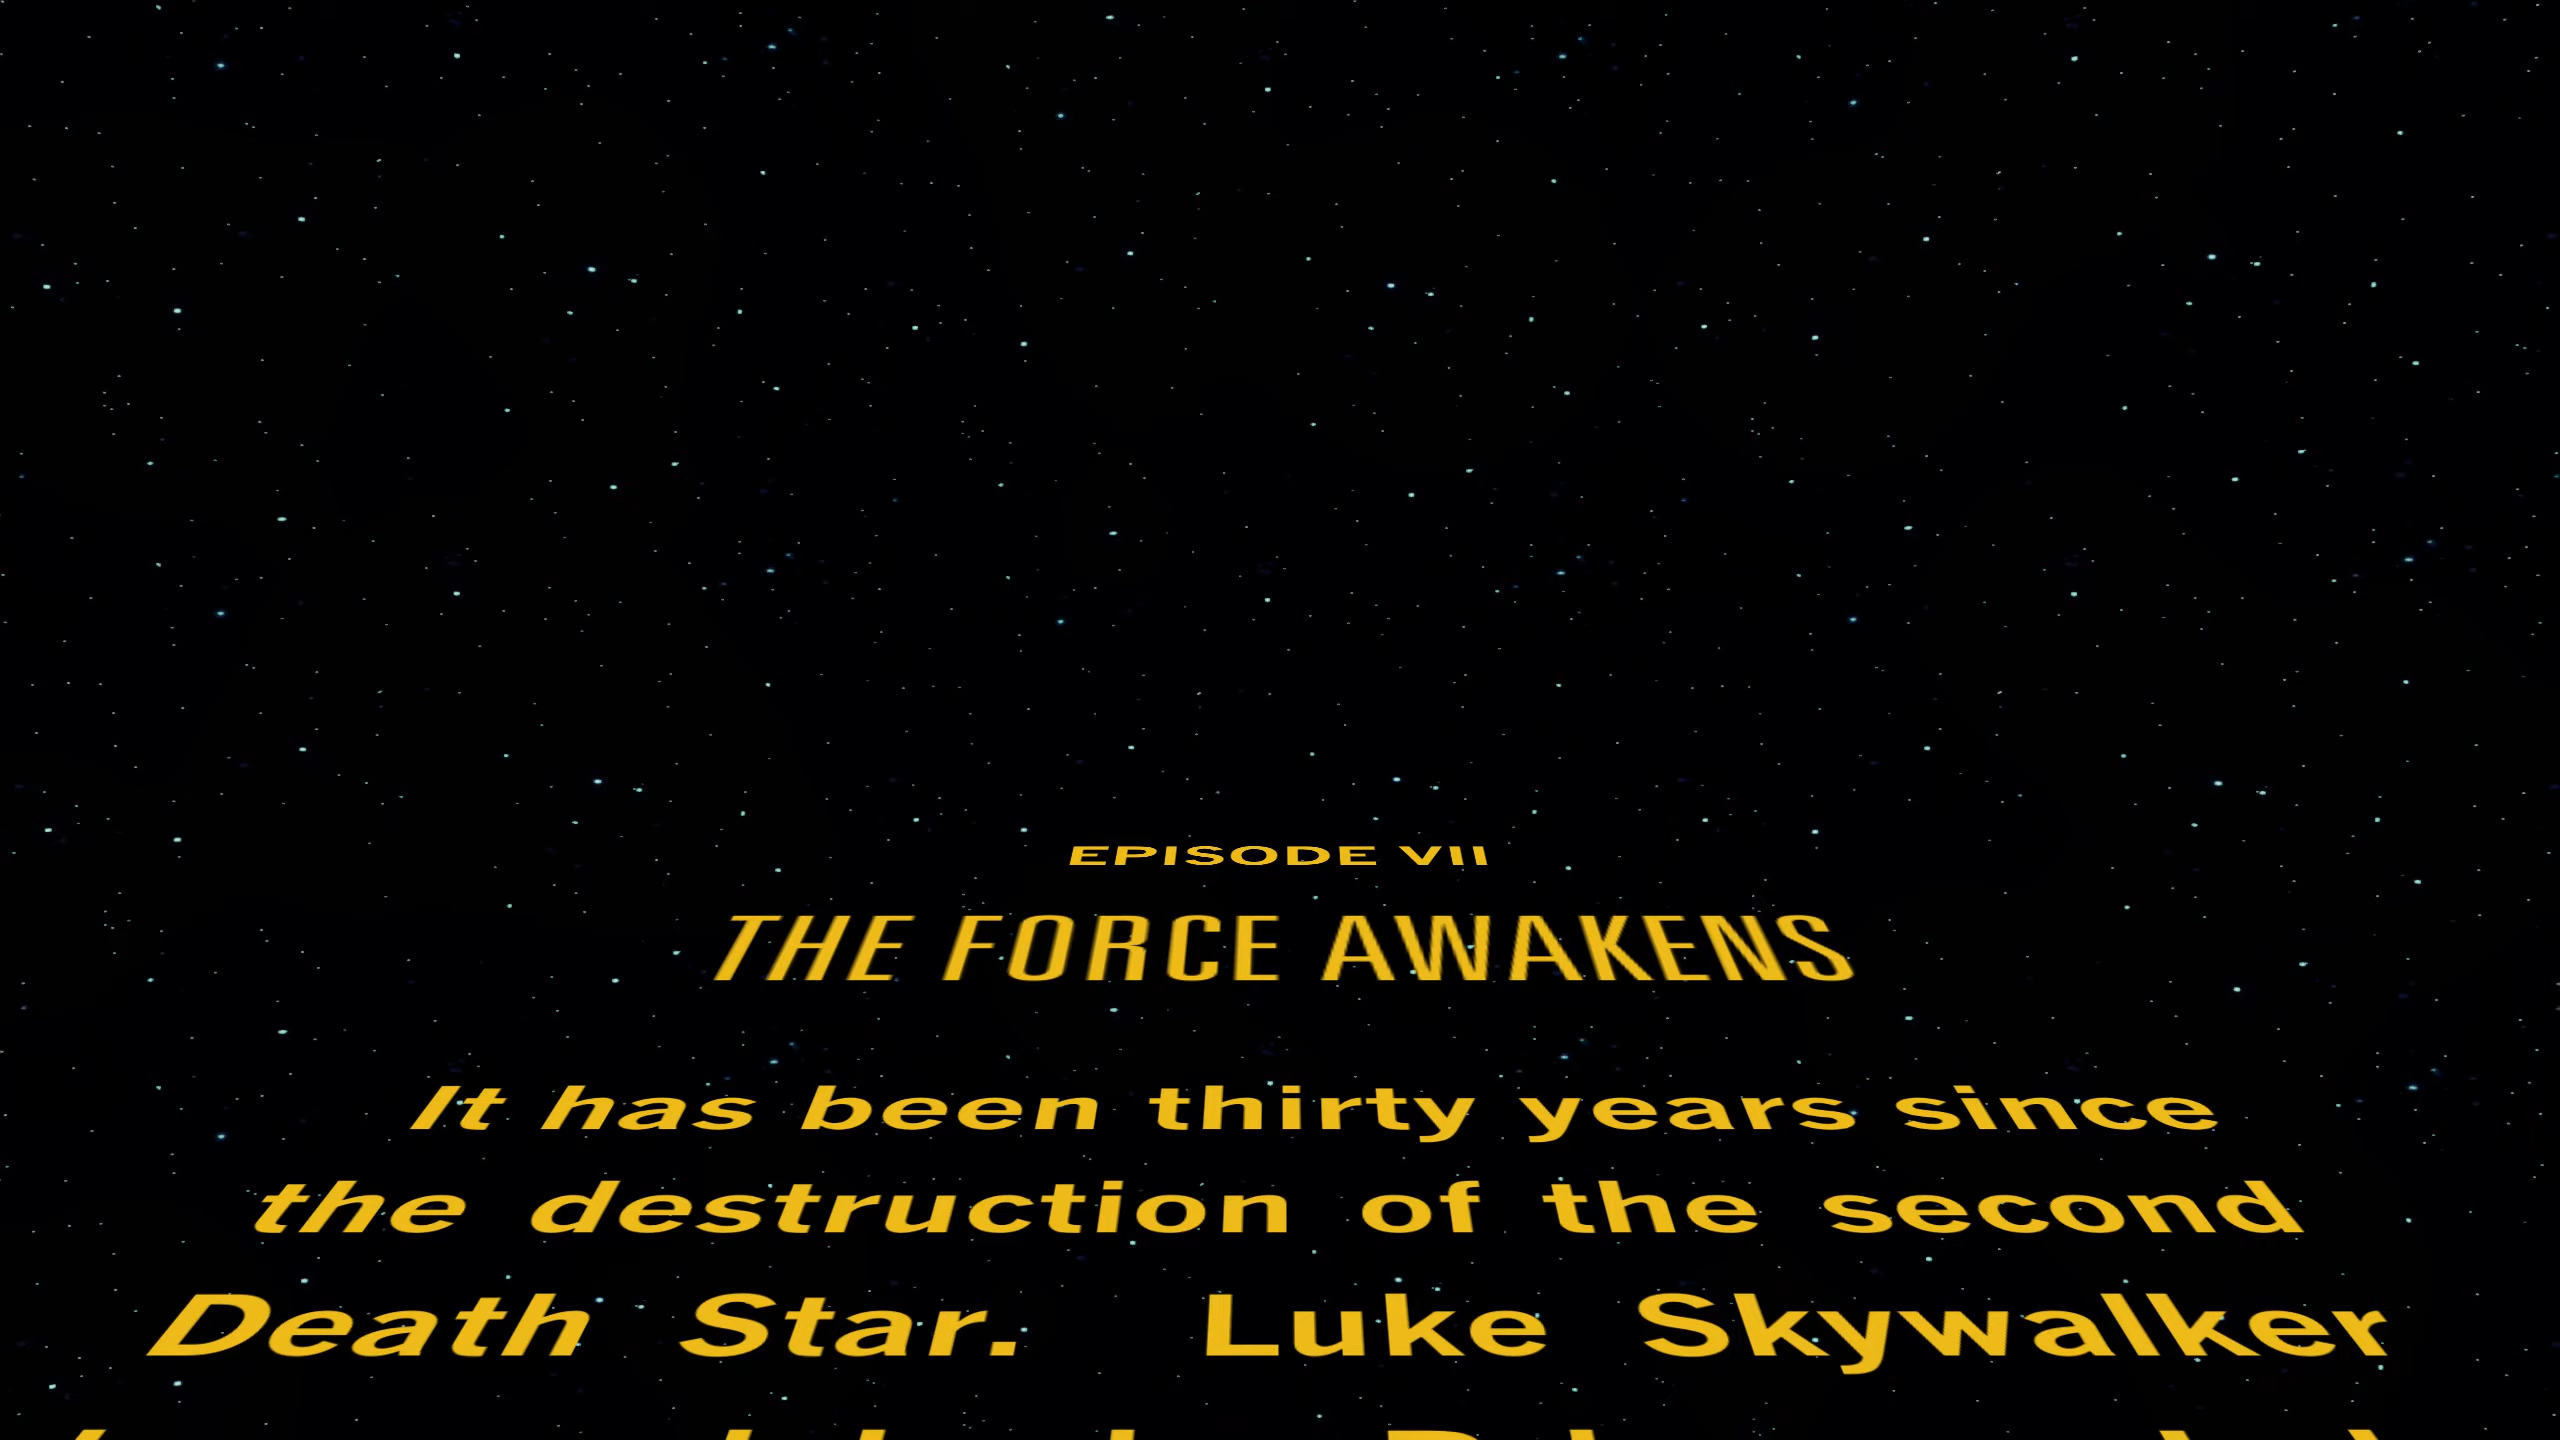 EPISODE VII
THE FORCE AWAKENS
It has been thirty years since
the destruction of the second
Death Star. Luke Skywalker